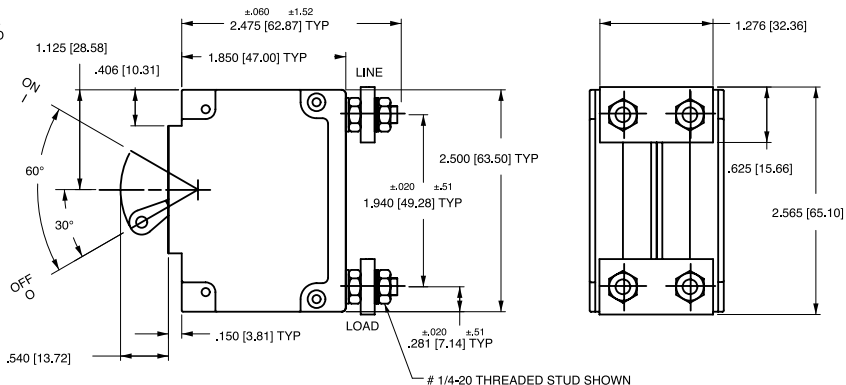 ±.060 ±1.52
2.475 [62.87] TYP
1.276 [32.36]
1.125 [28.58]
1.850 [47.00] TYP
.406 [10.31]
LINE
ON
I
60°
30°
OFF
O
2.500 [63.50] TYP
±.020 ±.51
1.940 [49.28] TYP
.625 [15.66]
2.565 [65.10]
.150 [3.81] TYP
LOAD
±.020 ±.51
.281 [7.14] TYP
.540 [13.72]
# 1/4-20 THREADED STUD SHOWN